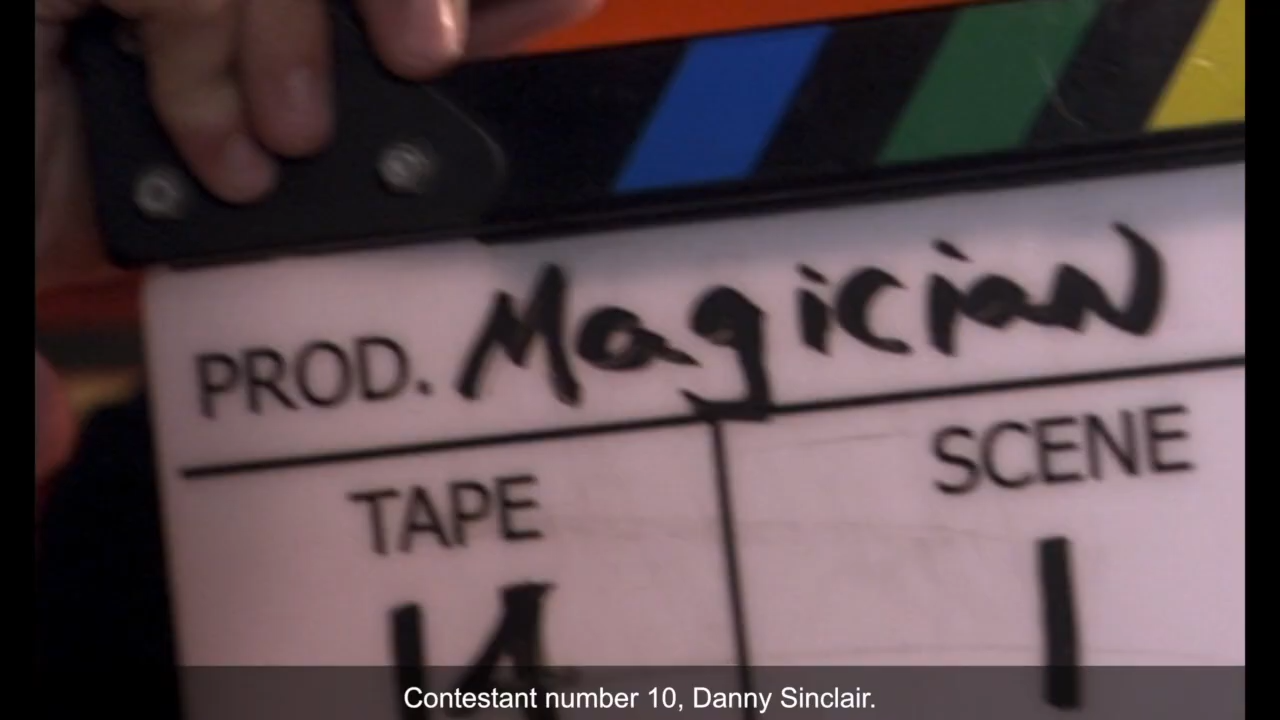 PROD. Magician
TAPE SCENE
14 1
Contestant number 10, Danny Sinclair.